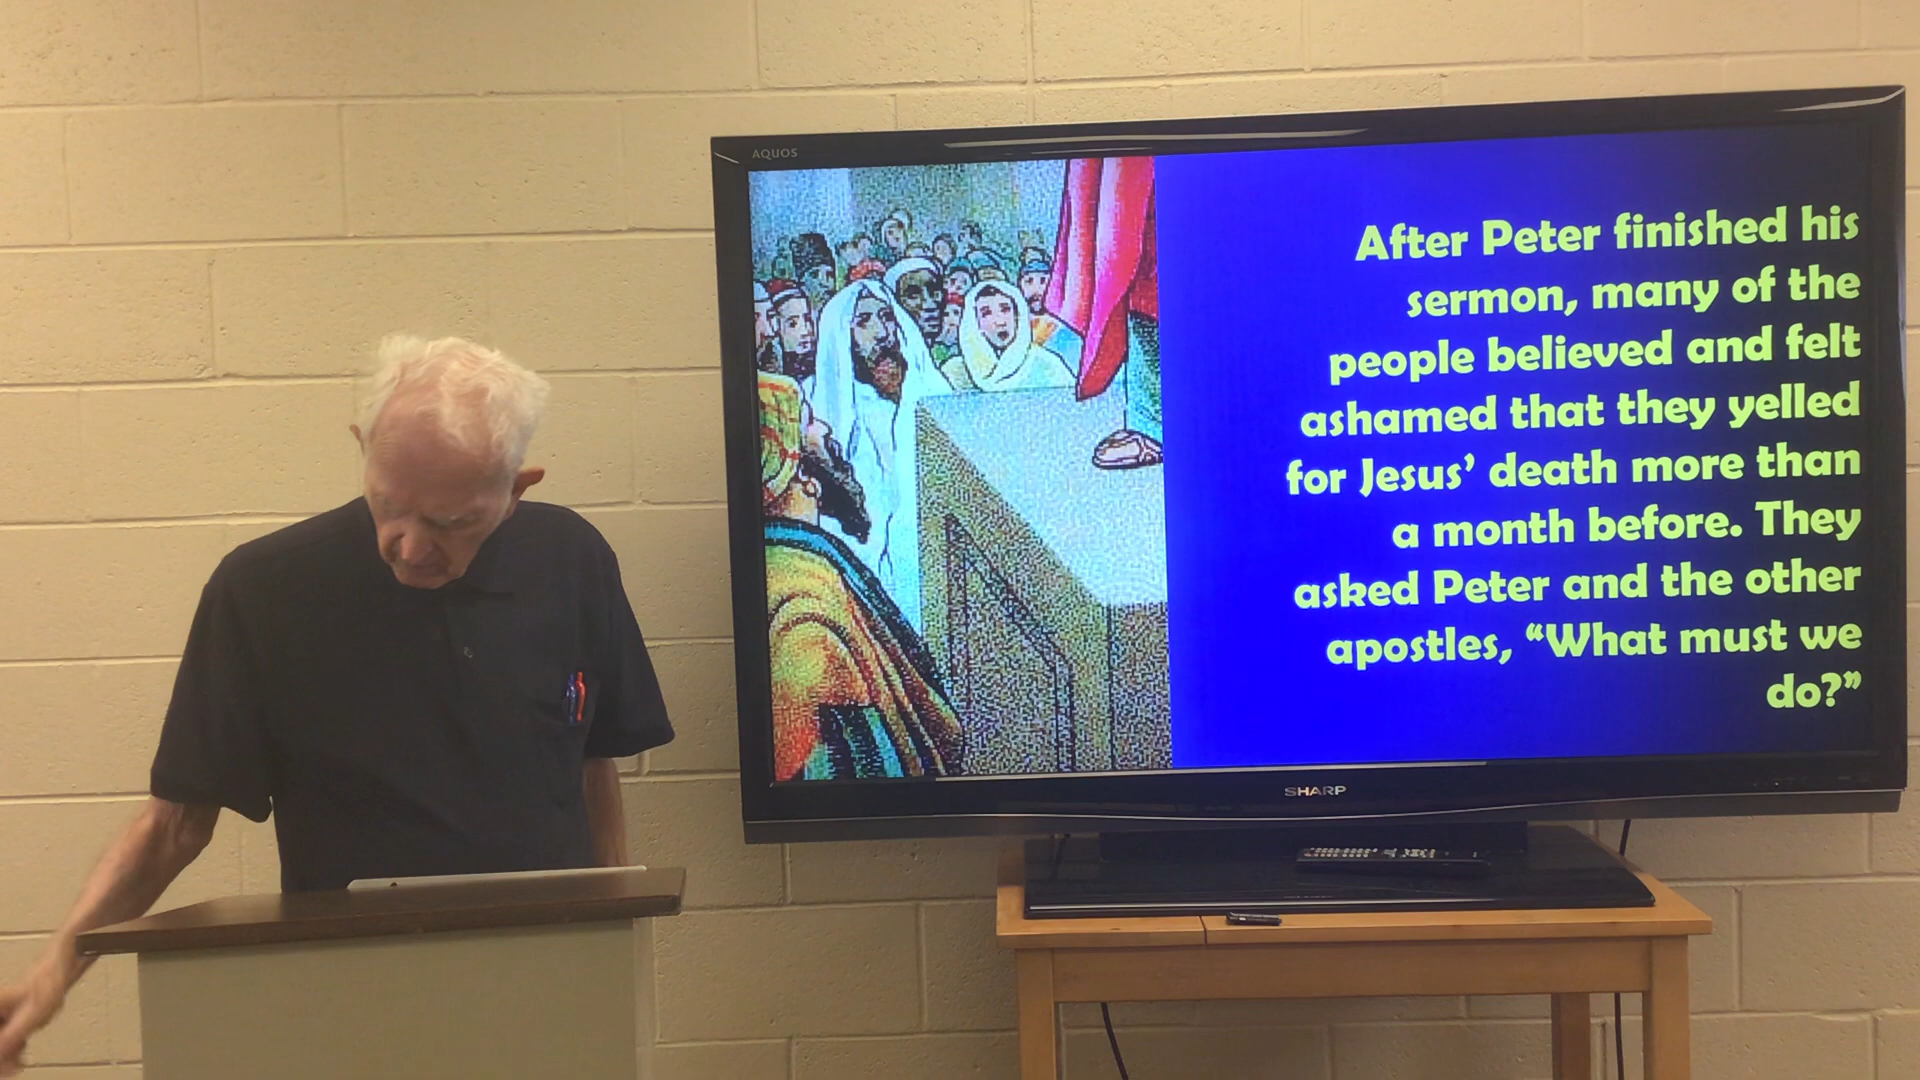 AQUOS
After Peter finished his
sermon, many of the
people believed and felt
ashamed that they yelled
for Jesus’ death more than
a month before. They
asked Peter and the other
apostles, “What must we
do?”
SHARP